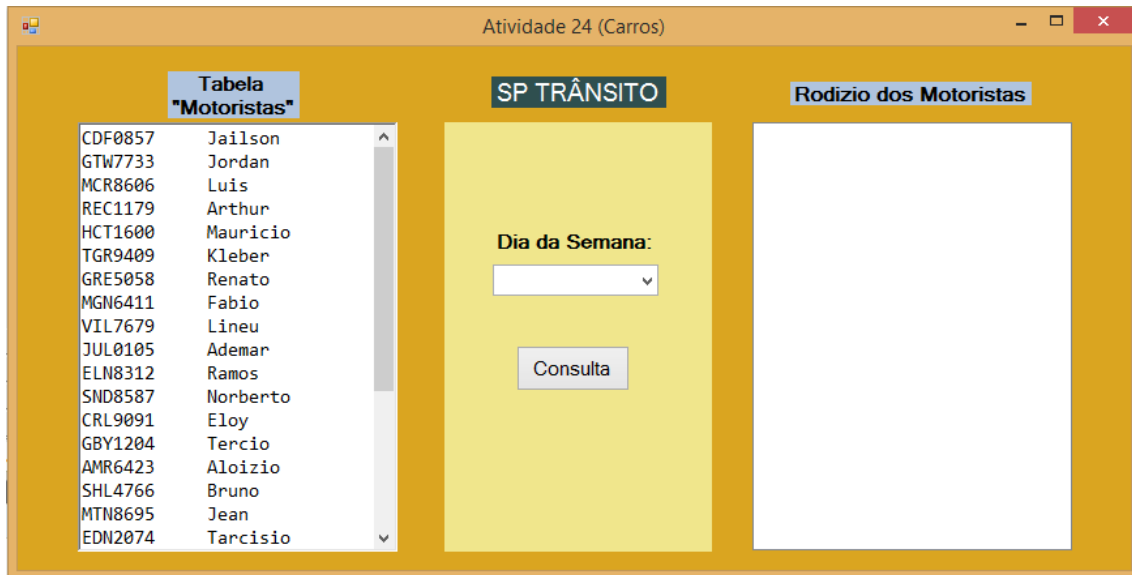 Atividade 24 (Carros)
Tabela
"Motoristas"
CDF0857 Jailson
GTW7733 Jordan
MCR8606 Luis
REC1179 Arthur
HCT1600 Mauricio
TGR9409 Kleber
GRE5058 Renato
MGN6411 Fabio
VIL7679 Lineu
JUL0105 Ademar
ELN8312 Ramos
SND8587 Norberto
CRL9091 Eloy
GBY1204 Tercio
AMR6423 Aloizio
SHL4766 Bruno
MTN8695 Jean
EDN2074 Tarcisio
SP TRÂNSITO
Dia da Semana:
Consulta
Rodizio dos Motoristas